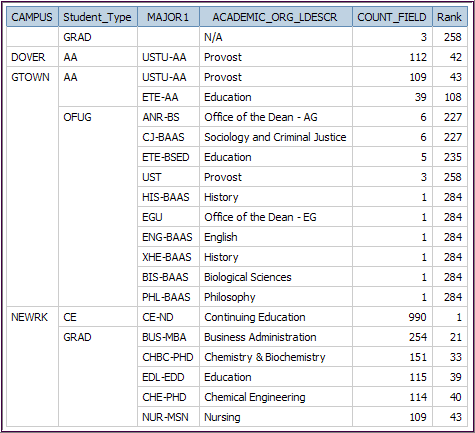 CAMPUS Student_Type MAJOR1 ACADEMIC_ORG_LDESCR COUNT_FIELD Rank
GRAD N/A 3 258
DOVER AA USTU-AA Provost 112 42
GTOWN AA USTU-AA Provost 109 43
ETE-AA Education 39 108
OFUG ANR-BS Office of the Dean - AG 6 227
CJ-BAAS Sociology and Criminal Justice 6 227
ETE-BSED Education 5 235
UST Provost 3 258
HIS-BAAS History 1 284
EGU Office of the Dean - EG 1 284
ENG-BAAS English 1 284
XHE-BAAS History 1 284
BIS-BAAS Biological Sciences 1 284
PHL-BAAS Philosophy 1 284
NEWRK CE CE-ND Continuing Education 990 1
GRAD BUS-MBA Business Administration 254 21
CHBC-PHD Chemistry & Biochemistry 151 33
EDL-EDD Education 115 39
CHE-PHD Chemical Engineering 114 40
NUR-MSN Nursing 109 43